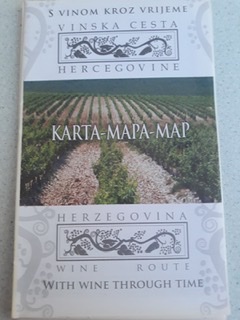 S VINOM KROZ VRIJEME
VINSKA CESTA
HERCEGOVINE
KARTA-MAPA-MAP
HERZEGOVINA
WINE ROUTE
WITH WINE THROUGH TIME